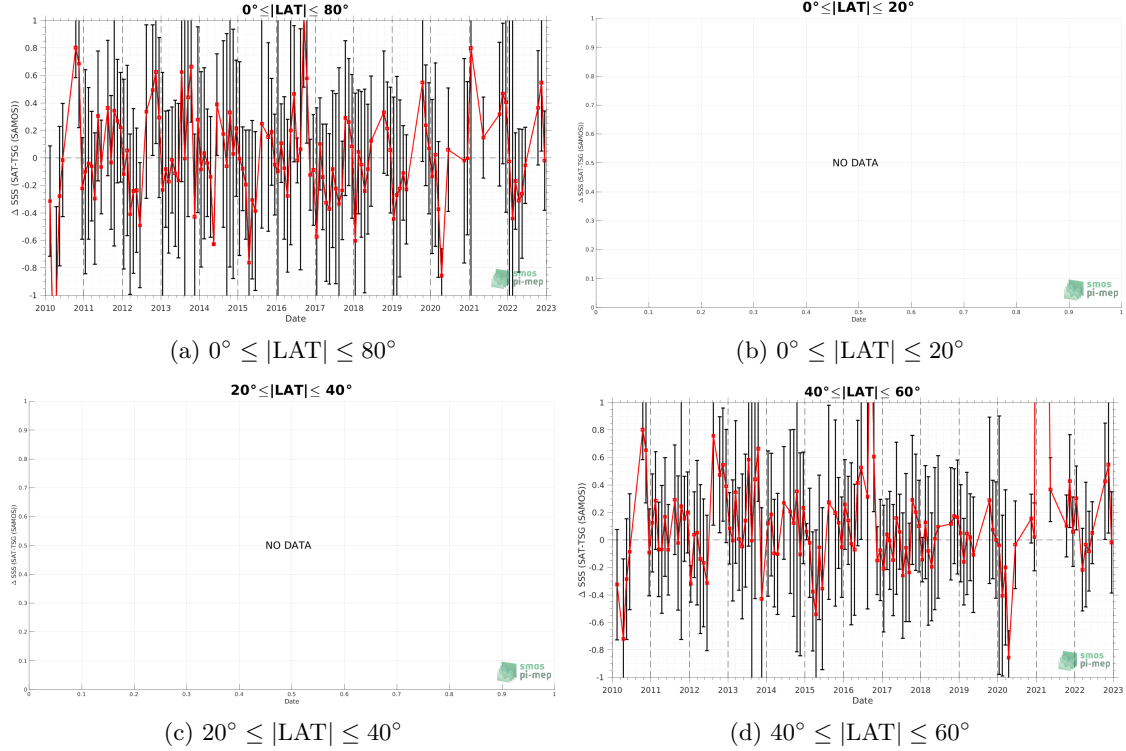 0°≤|LAT|≤ 80°
Δ SSS (SAT-TSG (SAMOS))
1
0.8
0.6
0.4
0.2
0
-0.2
-0.4
-0.6
-0.8
-1
2010 2011 2012 2013 2014 2015 2016 2017 2018 2019 2020 2021 2022 2023
Date
smos
pi-mep
(a) 0° ≤ |LAT| ≤ 80°
0°≤|LAT|≤ 20°
Δ SSS (SAT-TSG (SAMOS))
1
0.9
0.8
0.7
0.6
0.5
0.4
0.3
0.2
0.1
0
NO DATA
0 0.1 0.2 0.3 0.4 0.5 0.6 0.7 0.8 0.9 1
Date
smos
pi-mep
(b) 0° ≤ |LAT| ≤ 20°
20°≤|LAT|≤ 40°
Δ SSS (SAT-TSG (SAMOS))
1
0.9
0.8
0.7
0.6
0.5
0.4
0.3
0.2
0.1
0
NO DATA
0 0.1 0.2 0.3 0.4 0.5 0.6 0.7 0.8 0.9 1
Date
smos
pi-mep
(c) 20° ≤ |LAT| ≤ 40°
40°≤|LAT|≤ 60°
Δ SSS (SAT-TSG (SAMOS))
1
0.8
0.6
0.4
0.2
0
-0.2
-0.4
-0.6
-0.8
-1
2010 2011 2012 2013 2014 2015 2016 2017 2018 2019 2020 2021 2022 2023
Date
smos
pi-mep
(d) 40° ≤ |LAT| ≤ 60°